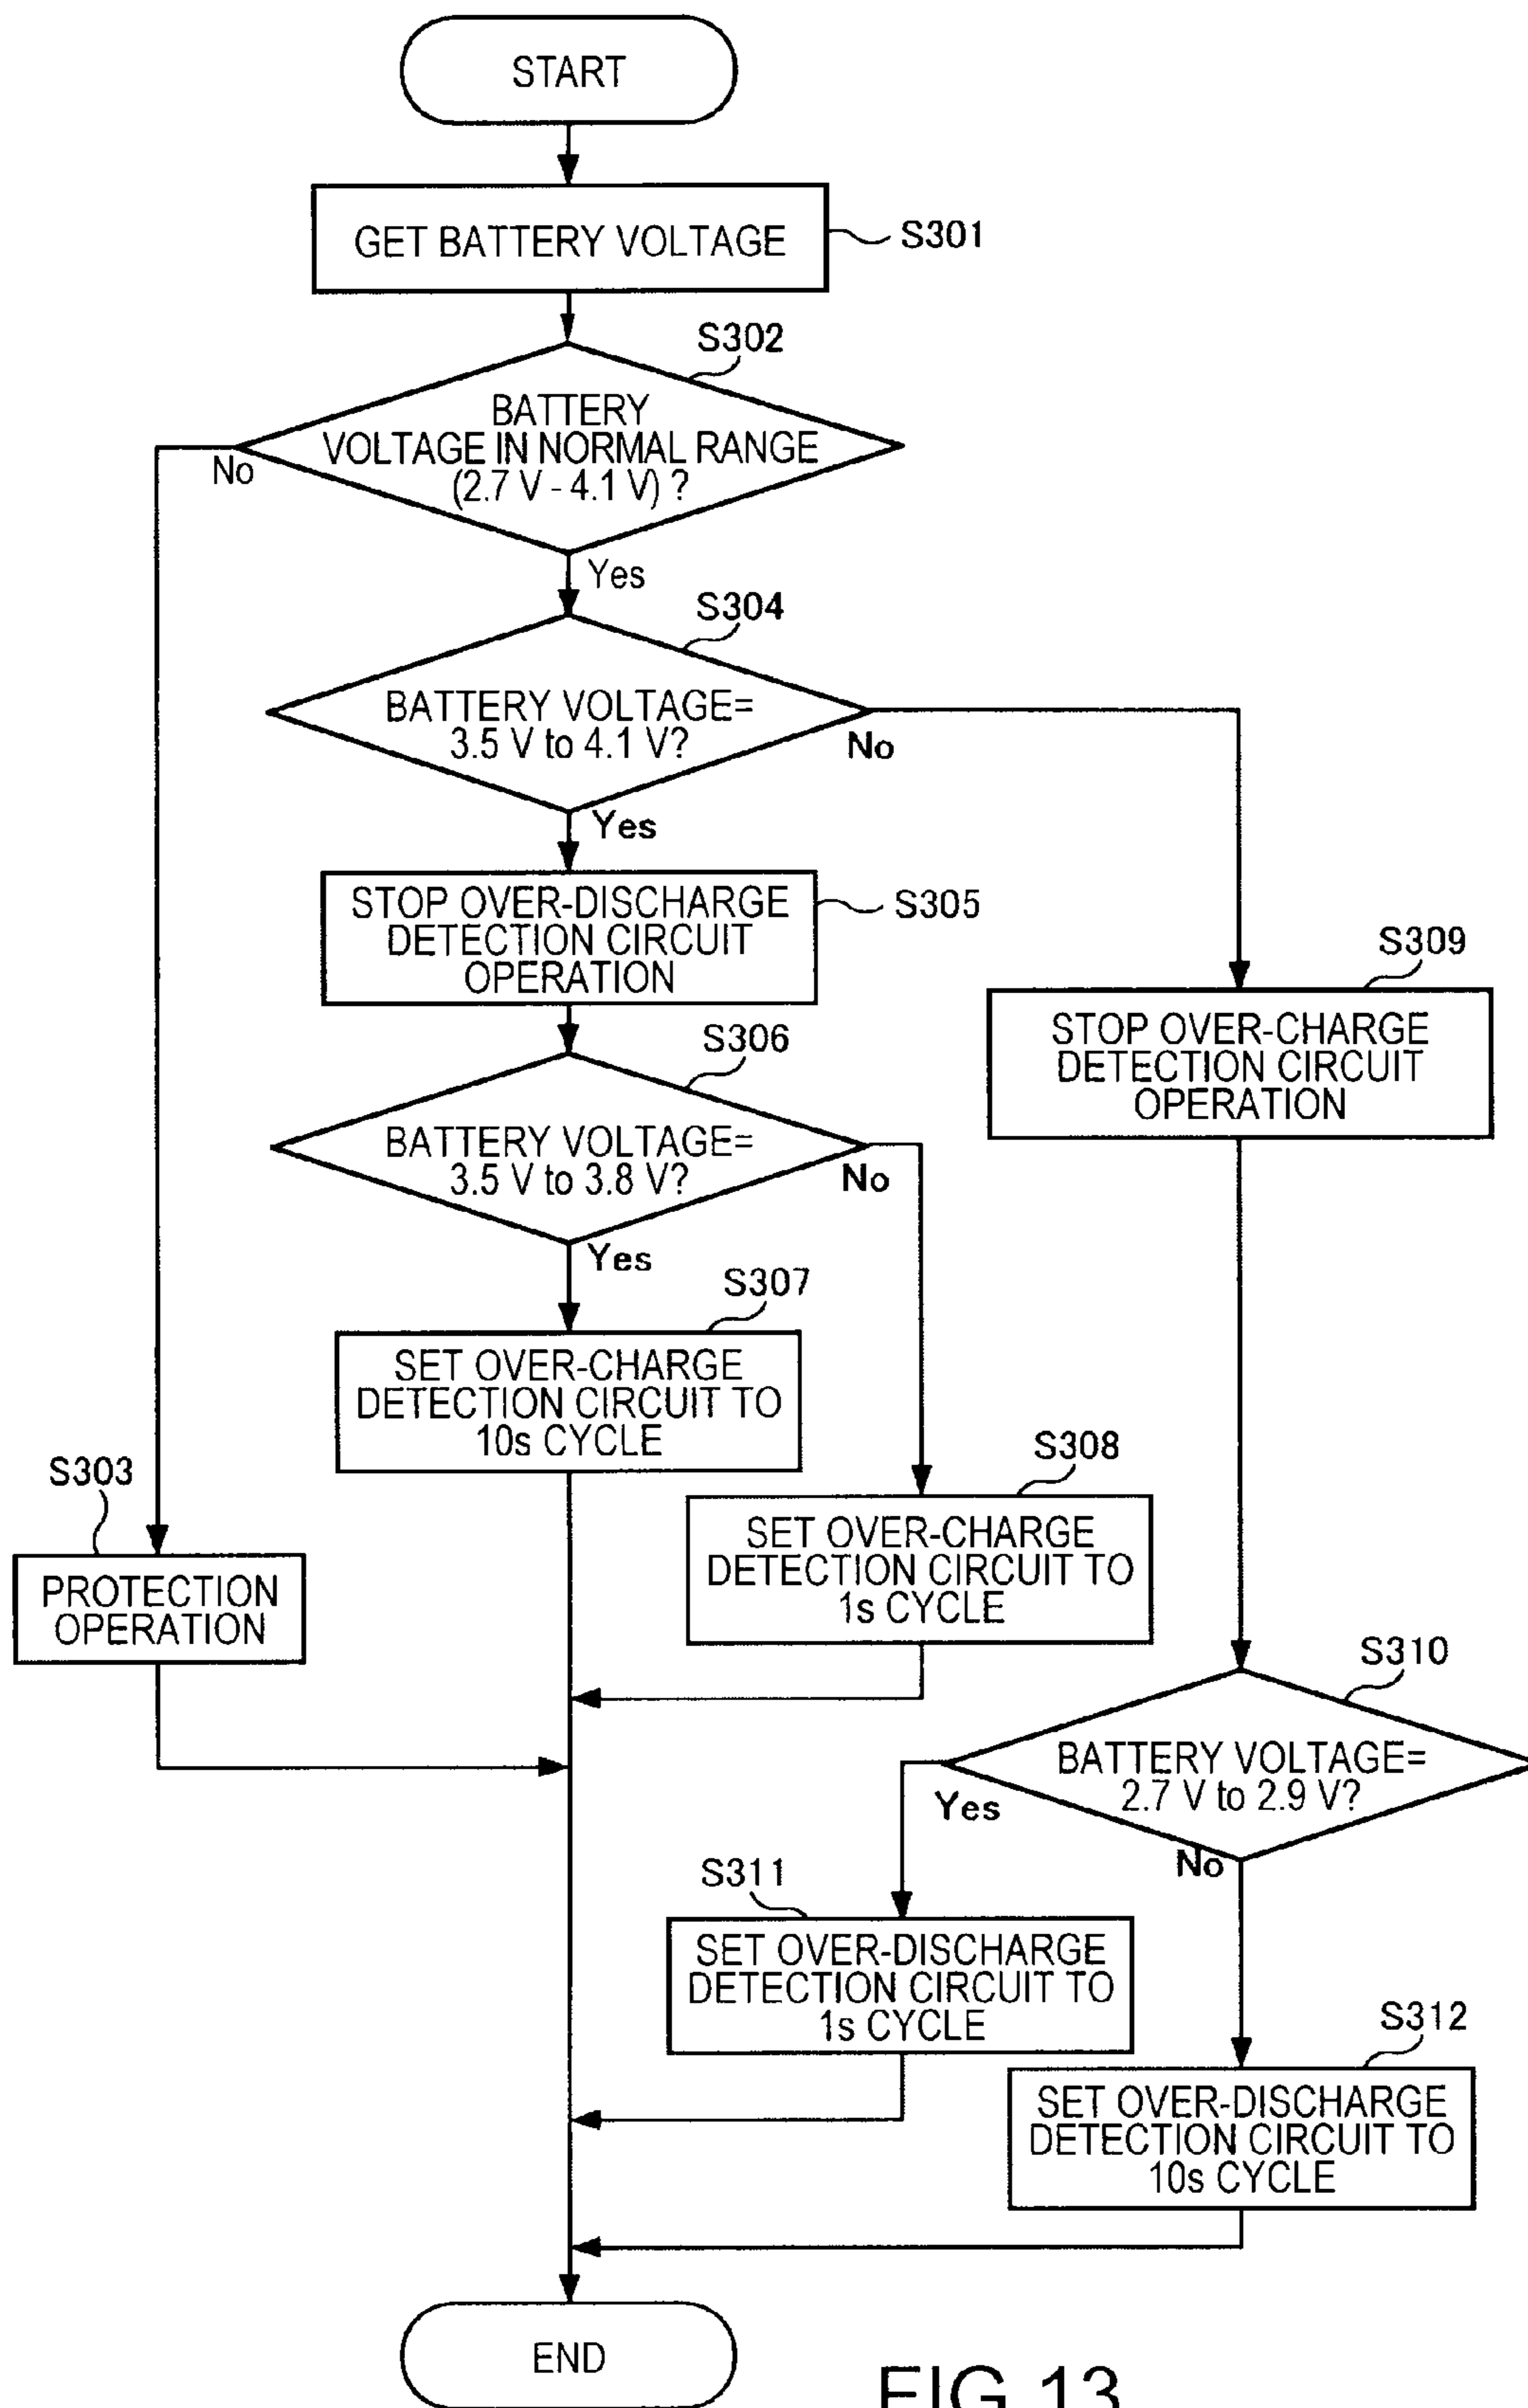 START
GET BATTERY VOLTAGE
S301
S302
BATTERY
VOLTAGE IN NORMAL RANGE
(2.7 V - 4.1 V) ?
No
Yes
S304
BATTERY VOLTAGE=
3.5 V to 4.1 V?
No
Yes
STOP OVER-DISCHARGE
DETECTION CIRCUIT
OPERATION
S305
S309
STOP OVER-CHARGE
DETECTION CIRCUIT
OPERATION
S306
BATTERY VOLTAGE=
3.5 V to 3.8 V?
No
Yes
S307
SET OVER-CHARGE
DETECTION CIRCUIT TO
10s CYCLE
S303
PROTECTION
OPERATION
S308
SET OVER-CHARGE
DETECTION CIRCUIT TO
1s CYCLE
S310
BATTERY VOLTAGE=
2.7 V to 2.9 V?
Yes
No
S311
SET OVER-DISCHARGE
DETECTION CIRCUIT TO
1s CYCLE
S312
SET OVER-DISCHARGE
DETECTION CIRCUIT TO
10s CYCLE
END
FIG.13